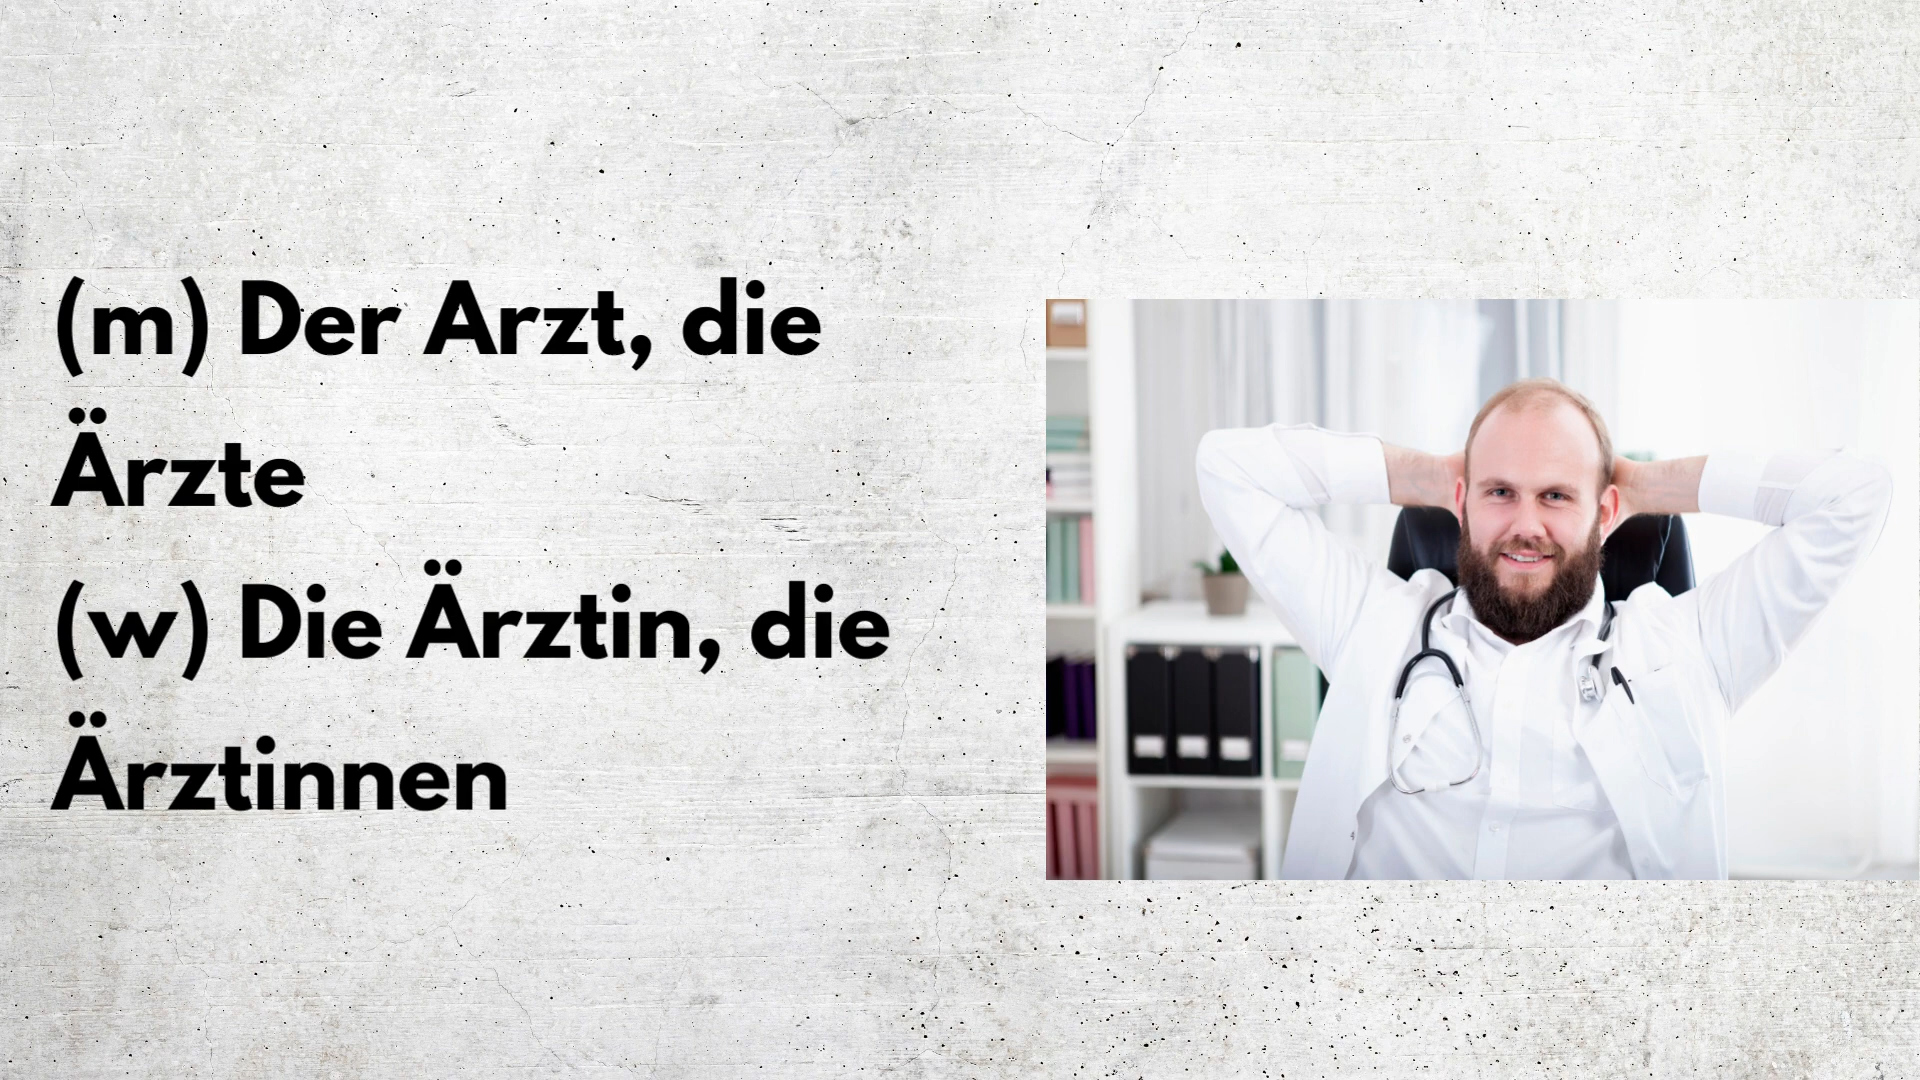 (m) Der Arzt, die
Ärzte
(w) Die Ärztin, die
Ärztinnen